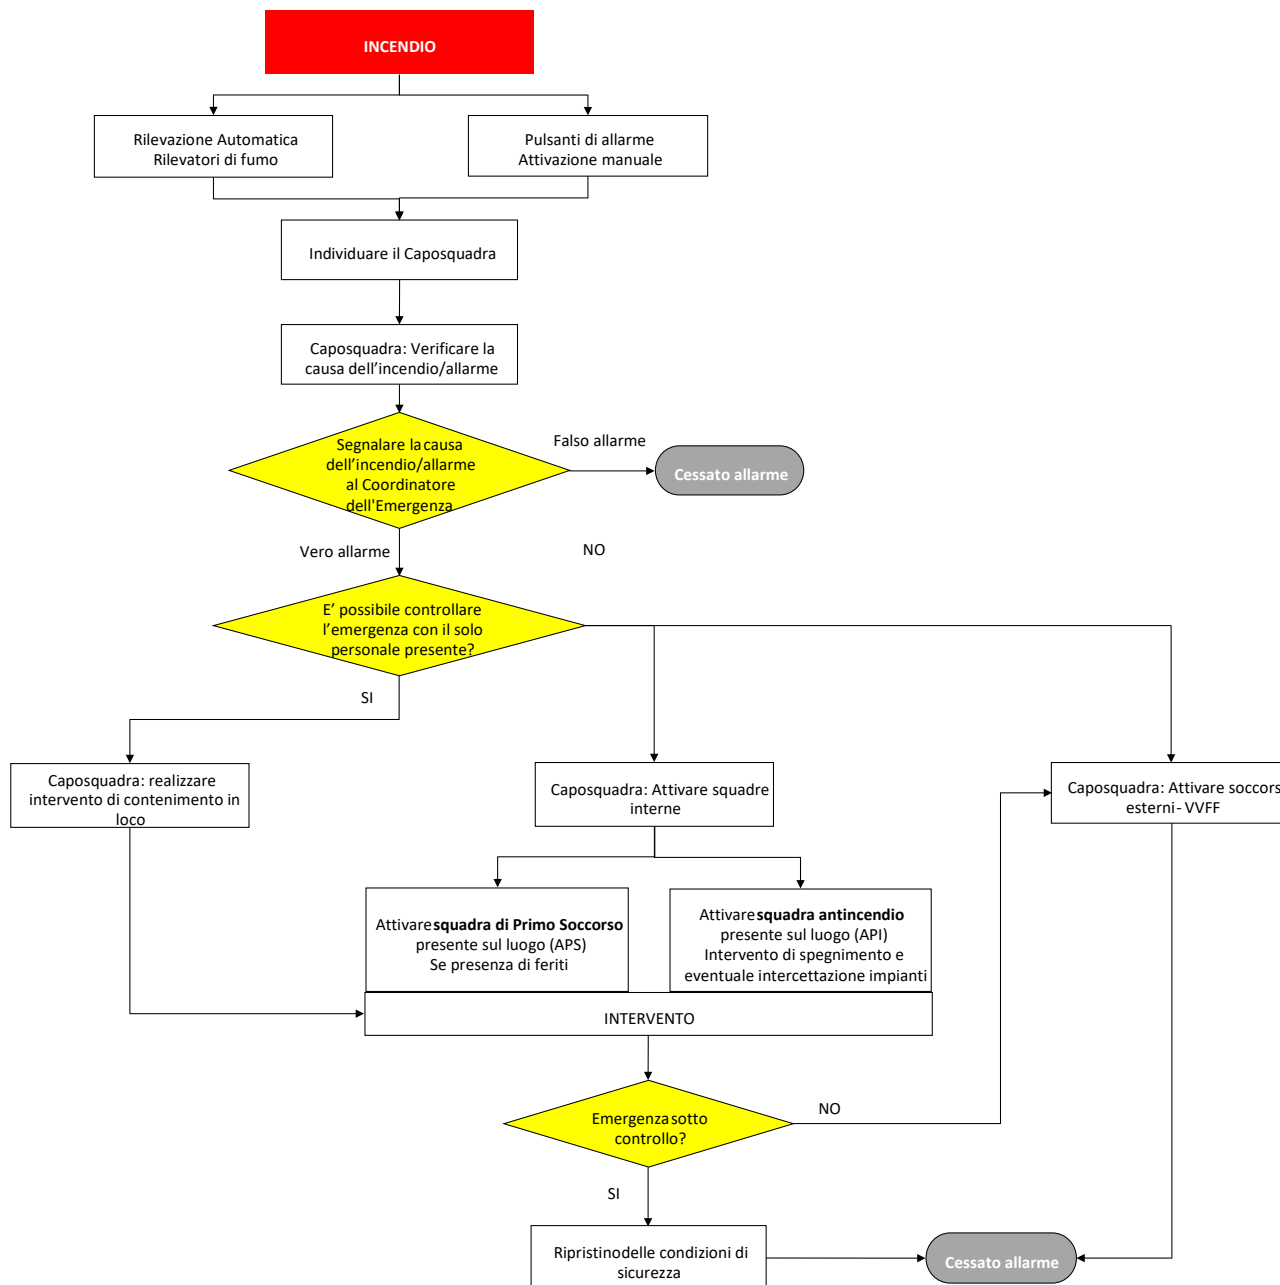 INCENDIO
Rilevazione Automatica
Rilevatori di fumo
Pulsanti di allarme
Attivazione manuale
Individuare il Caposquadra
Caposquadra: Verificare la
causa dell'incendio/allarme
Segnalare la causa
dell'incendio/allarme
al Coordinatore
dell'Emergenza
Falso allarme
Cessato allarme
Vero allarme
NO
E' possibile controllare
l'emergenza con il solo
personale presente?
SI
Caposquadra: realizzare
intervento di contenimento in
loco
Caposquadra: Attivare squadre
interne
Caposquadra: Attivare soccors
esterni - VVFF
Attivare squadra di Primo Soccorso
presente sul luogo (APS)
Se presenza di feriti
Attivare squadra antincendio
presente sul luogo (API)
Intervento di spegnimento e
eventuale intercettazione impianti
INTERVENTO
Emergenza sotto
controllo?
NO
SI
Ripristino delle condizioni di
sicurezza
Cessato allarme